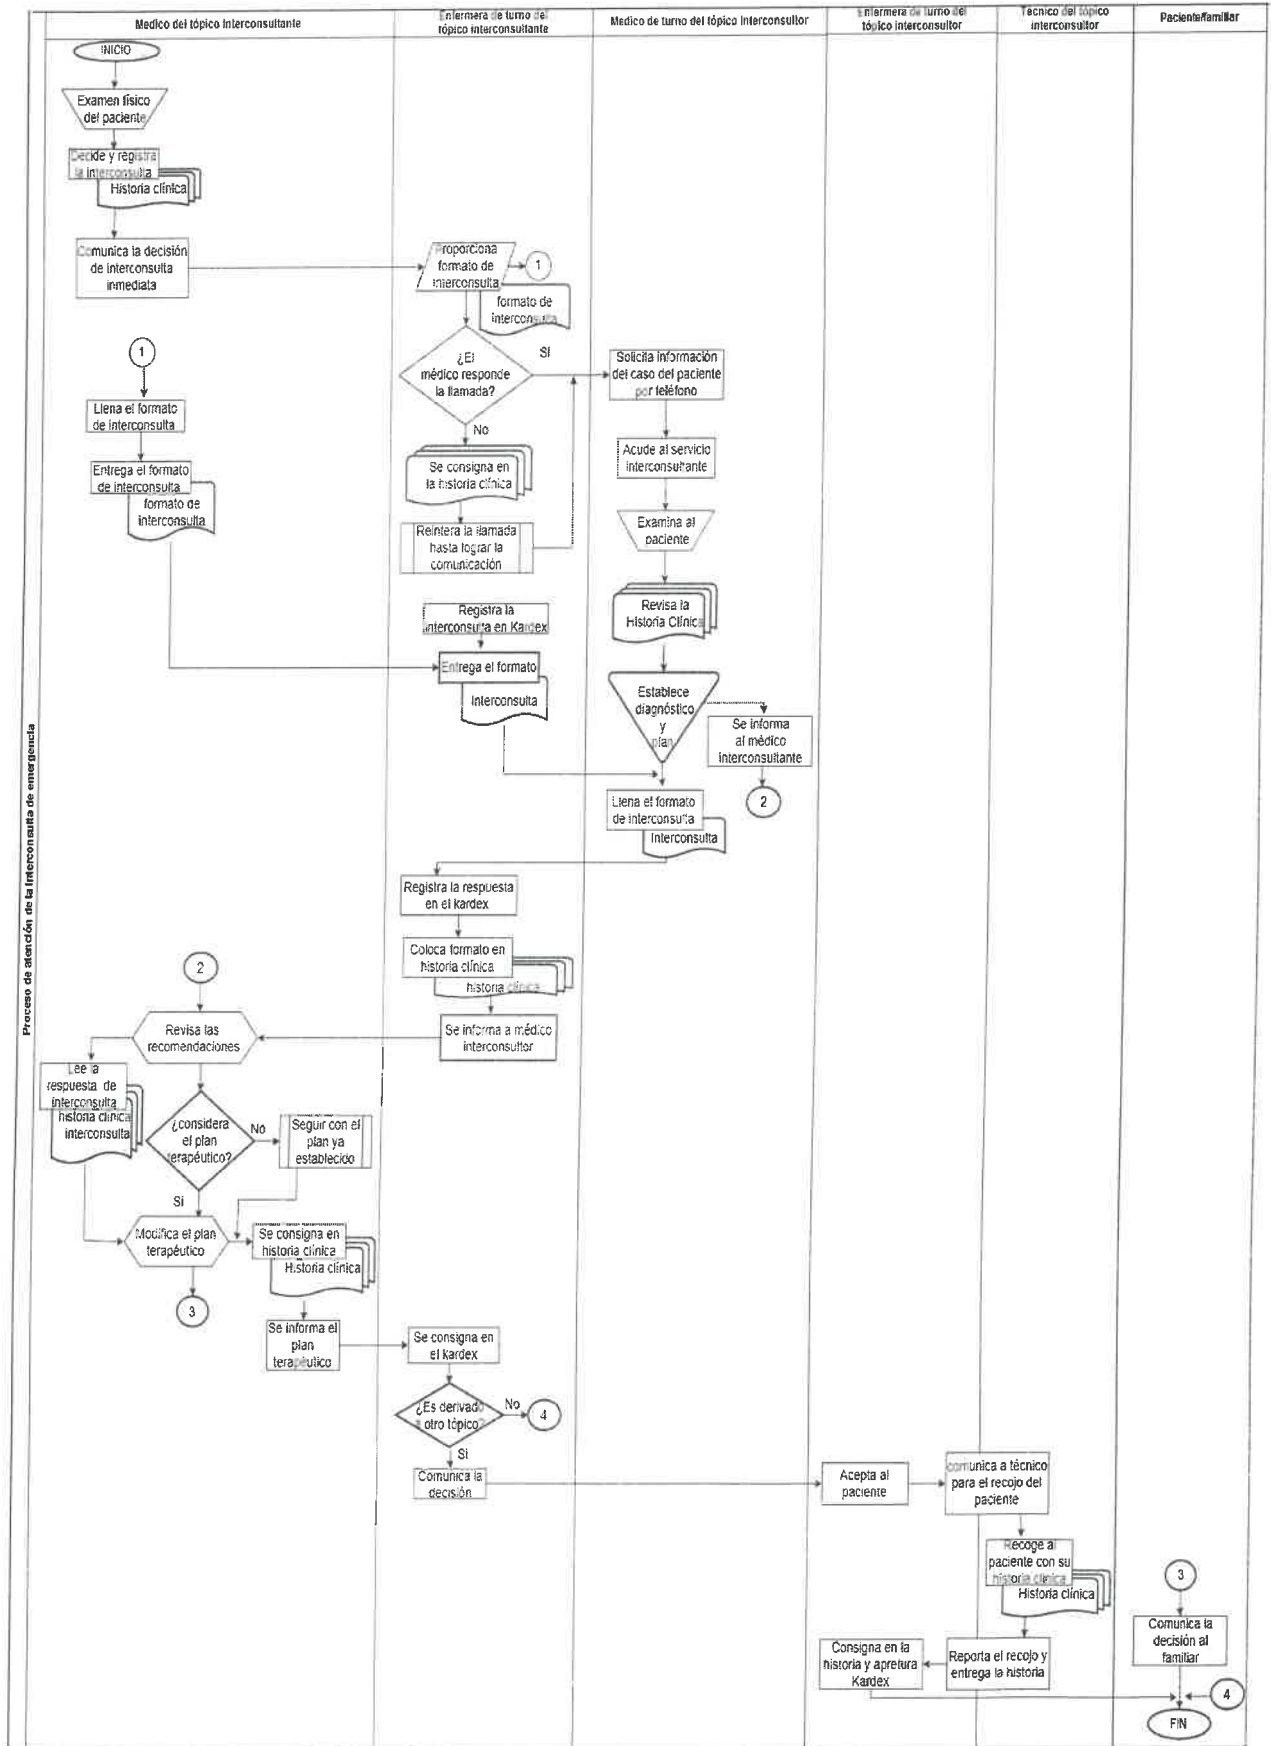 Medico del tópico Interconsultante
Enfermera de turno del
tópico interconsultante
Medico de turno del tópico Interconsultor
Enfermera de turno del
tópico interconsultor
Técnico del tópico
interconsultor
Paciente/familiar
Proceso de atención de la interconsulta de emergencia
INICIO
Examen físico
del paciente
Decide y registra
la interconsulta
Historia clínica
Comunica la decisión
de interconsulta
inmediata
Proporciona
formato de
interconsulta
1
formato de
interconsulta
¿El
médico responde
la llamada?
SI
No
Solicita información
del caso del paciente
por teléfono
1
Llena el formato
de interconsulta
Entrega el formato
de interconsulta
formato de
interconsulta
Se consigna en
la historia clínica
Reintera la llamada
hasta lograr la
comunicación
Acude al servicio
interconsultante
Examina al
paciente
Revisa la
Historia Clínica
Registra la
interconsulta en Kardex
Entrega el formato
Interconsulta
Establece
diagnóstico
y
plan
Se informa
al médico
interconsultante
2
Llena el formato
de interconsulta
Interconsulta
Registra la respuesta
en el kardex
Coloca formato en
historia clínica
historia clínica
Se informa a médico
interconsultor
2
Revisa las
recomendaciones
Lee la
respuesta de
interconsulta
historia clínica
interconsulta
¿considera
el plan
terapéutico?
No
Seguir con el
plan ya
establecido
Si
Modifica el plan
terapéutico
Se consigna en
historia clínica
Historia clínica
3
Se informa el
plan
terapéutico
Se consigna en
el kardex
¿Es derivado
a otro tópico?
No
4
Si
Comunica la
decisión
Acepta al
paciente
comunica a técnico
para el recojo del
paciente
Recoge al
paciente con su
historia clínica
Historia clínica
3
Comunica la
decisión al
familiar
Consigna en la
historia y apretura
Kardex
Reporta el recojo y
entrega la historia
4
FIN